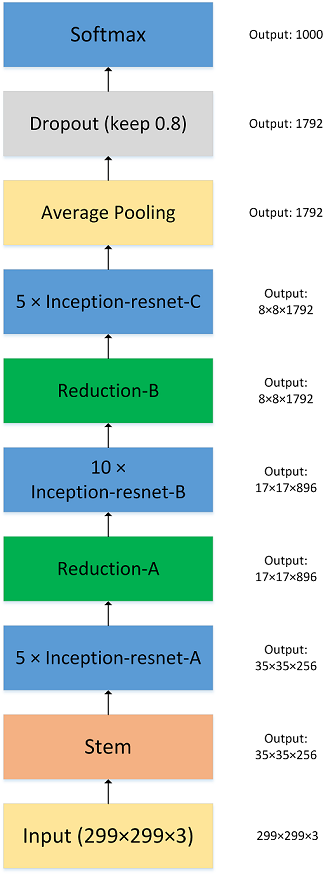 Softmax
Output: 1000
Dropout (keep 0.8)
Output: 1792
Average Pooling
Output: 1792
5 × Inception-resnet-C
Output:
8×8×1792
Reduction-B
Output:
8×8×1792
10 ×
Inception-resnet-B
Output:
17×17×896
Reduction-A
Output:
17×17×896
5 × Inception-resnet-A
Output:
35×35×256
Stem
Output:
35×35×256
Input (299×299×3)
299×299×3